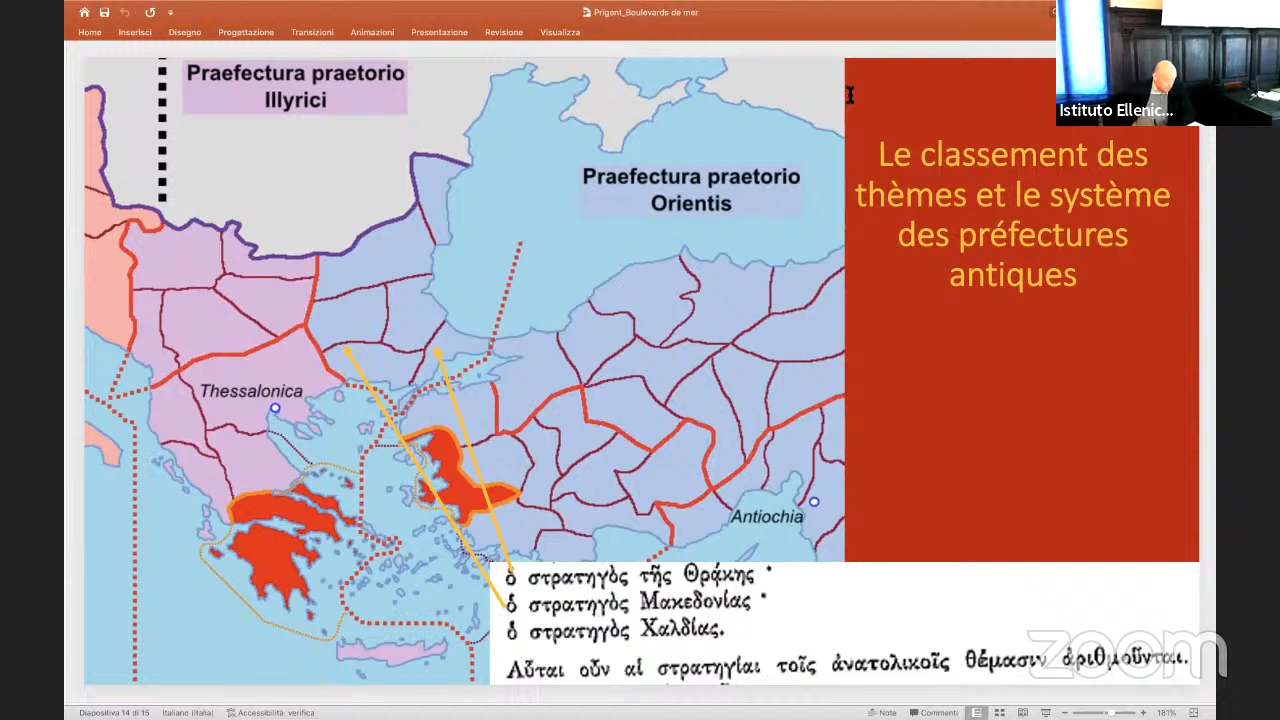 Prigent_Boulevards de mer
Home Inserisci Disegno Progettazione Transizioni Animazioni Presentazione Revisione Visualizza
Istituto Ellenic...
Praefectura praetorio
Illyrici
Praefectura praetorio
Orientis
Le classement des
thèmes et le système
des préfectures
antiques
Thessalonica
Antiochia
ὁ στρατηγὸς τῆς Θρᾴκης ·
ὁ στρατηγὸς Μακεδονίας ·
ὁ στρατηγὸς Χαλδίας.
Αὗται οὖν αἱ στρατηγίαι τοῖς ἀνατολικοῖς θέμασιν ἀριθμοῦνται.
zoom
Diapositiva 14 di 15 Italiano (Italia) Accessibilità: verifica Note Commenti 181%